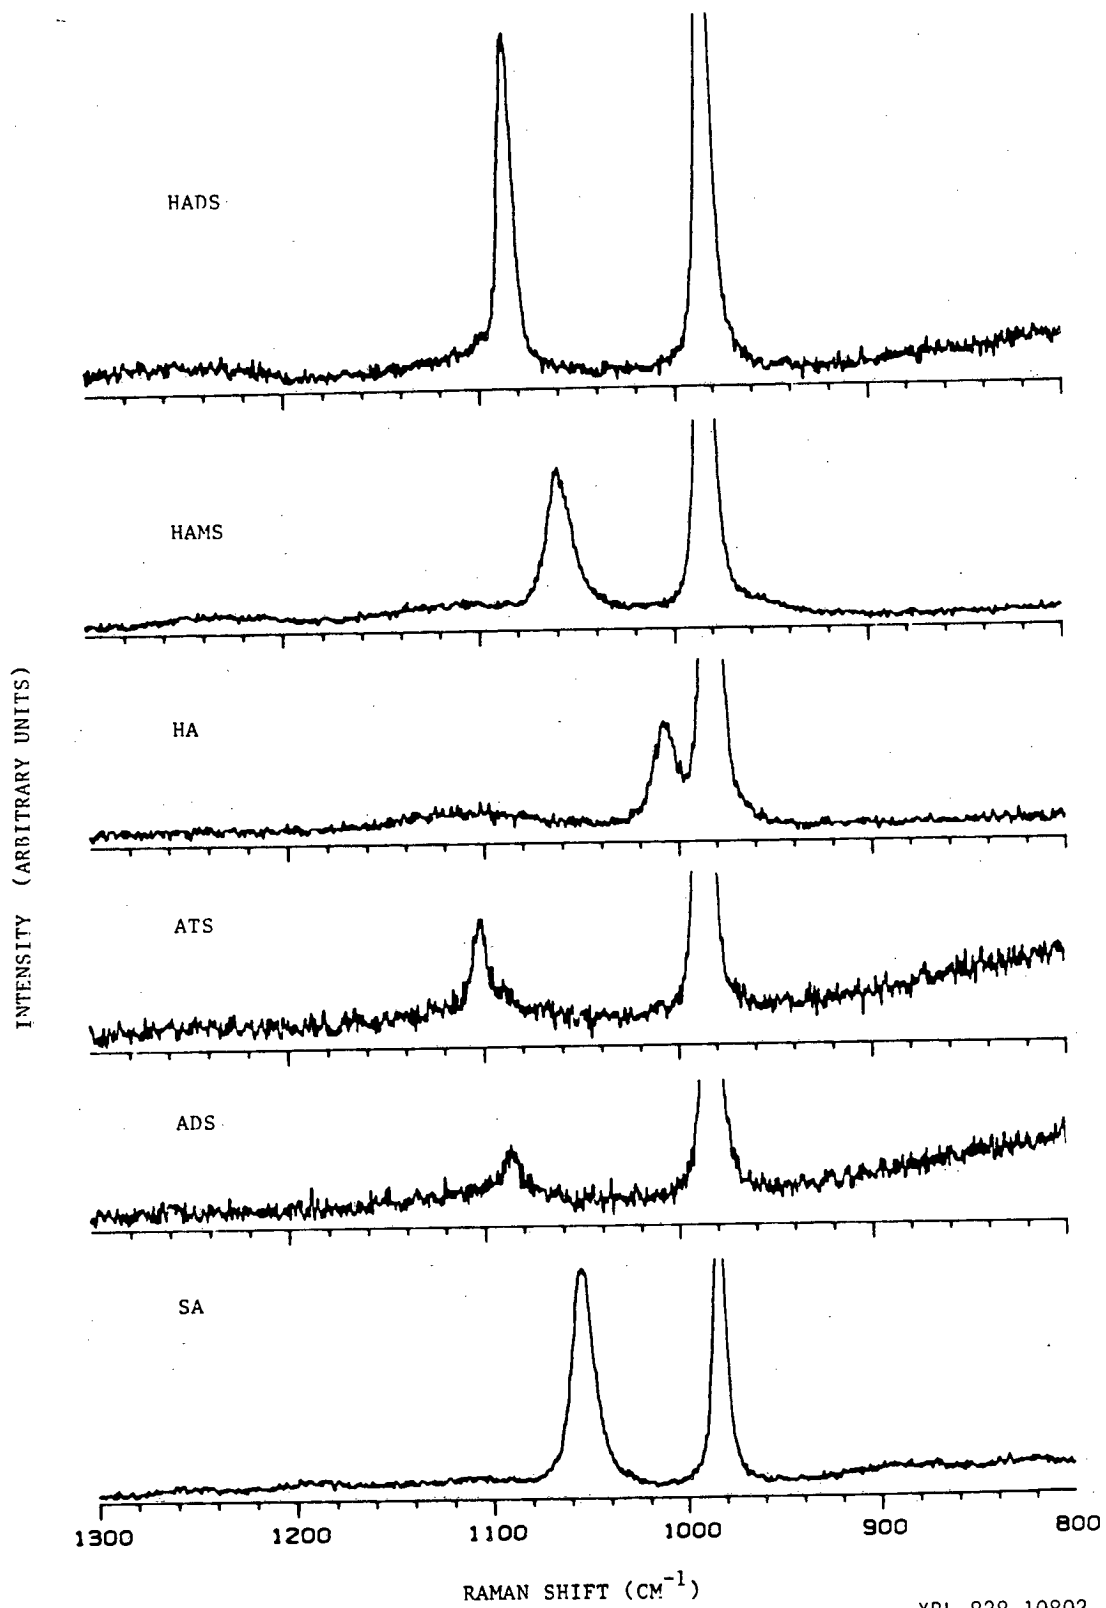 HADS
HAMS
HA
ATS
ADS
SA
INTENSITY (ARBITRARY UNITS)
1300 1200 1100 1000 900 800
RAMAN SHIFT (CM⁻¹)